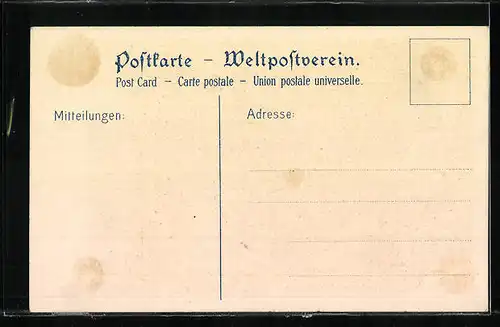 Postkarte – Weltpostverein.
Post Card – Carte postale – Union postale universelle.
Mitteilungen:
Adresse: